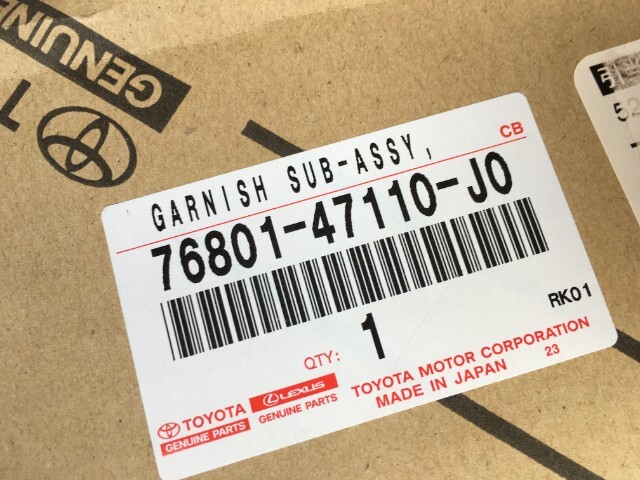 GENUINE
T
52
GARNISH SUB-ASSY,
CB
76801-47110-J0
RK01
QTY: 1
TOYOTA
GENUINE PARTS
LEXUS
GENUINE PARTS
TOYOTA MOTOR CORPORATION
MADE IN JAPAN 23